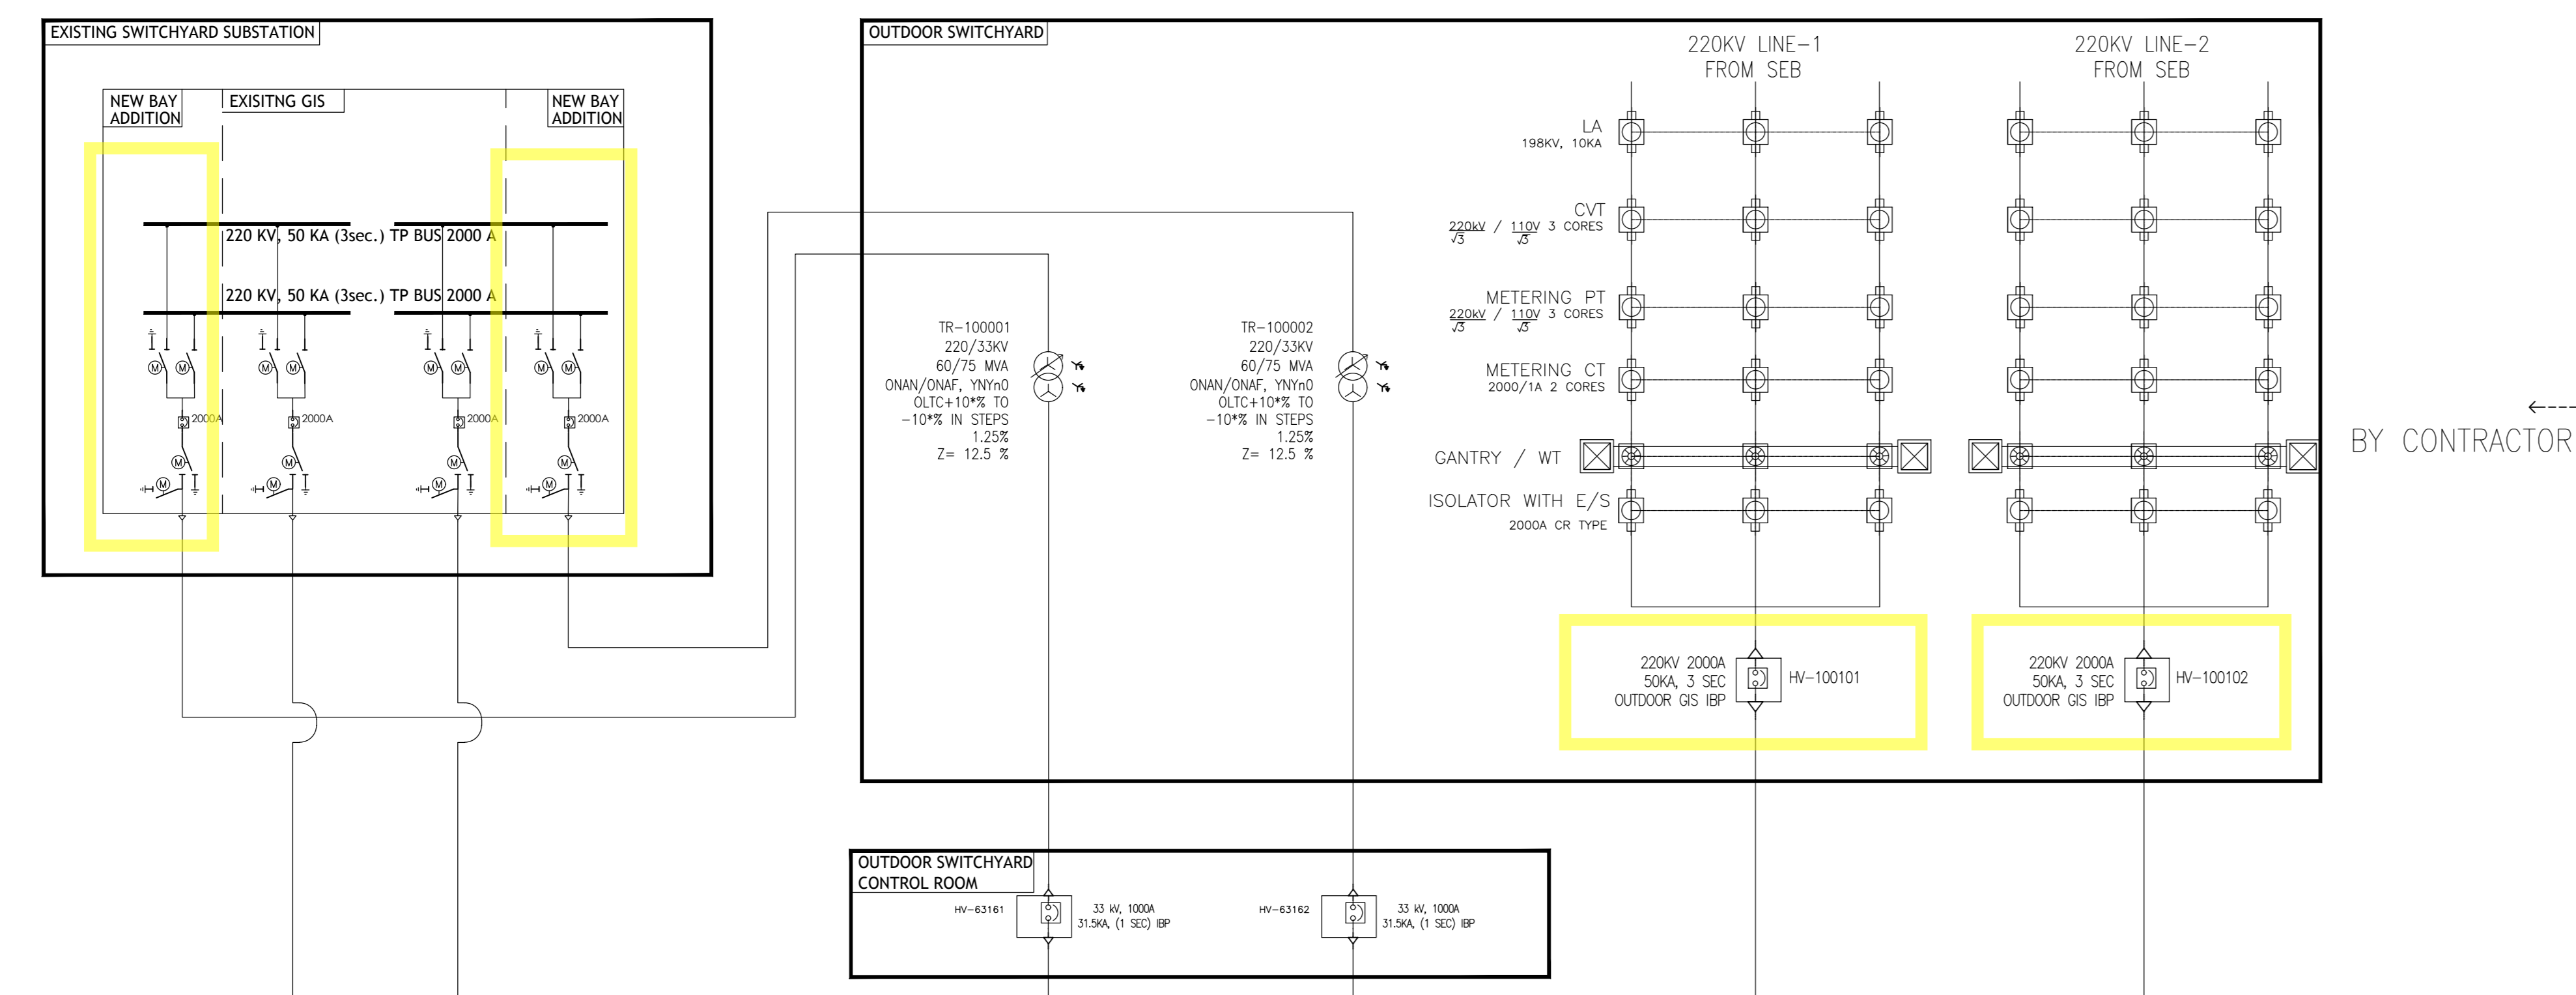 EXISTING SWITCHYARD SUBSTATION
NEW BAY
ADDITION
EXISITNG GIS
NEW BAY
ADDITION
220 KV, 50 KA (3sec.) TP BUS 2000 A
220 KV, 50 KA (3sec.) TP BUS 2000 A
M
M
M
M
M
M
M
M
2000A
2000A
2000A
2000A
M
M
M
M
M
M
M
M
OUTDOOR SWITCHYARD
TR-100001
220/33KV
60/75 MVA
ONAN/ONAF, YNYn0
OLTC+10*% TO
-10*% IN STEPS
1.25%
Z= 12.5 %
TR-100002
220/33KV
60/75 MVA
ONAN/ONAF, YNYn0
OLTC+10*% TO
-10*% IN STEPS
1.25%
Z= 12.5 %
220KV LINE-1
FROM SEB
220KV LINE-2
FROM SEB
LA
198KV, 10KA
CVT
220kV/√3 / 110V/√3 3 CORES
METERING PT
220kV/√3 / 110V/√3 3 CORES
METERING CT
2000/1A 2 CORES
GANTRY / WT
ISOLATOR WITH E/S
2000A CR TYPE
220KV 2000A
50KA, 3 SEC
OUTDOOR GIS IBP
HV-100101
220KV 2000A
50KA, 3 SEC
OUTDOOR GIS IBP
HV-100102
BY CONTRACTOR
OUTDOOR SWITCHYARD
CONTROL ROOM
HV-63161
33 kV, 1000A
31.5KA, (1 SEC) IBP
HV-63162
33 kV, 1000A
31.5KA, (1 SEC) IBP